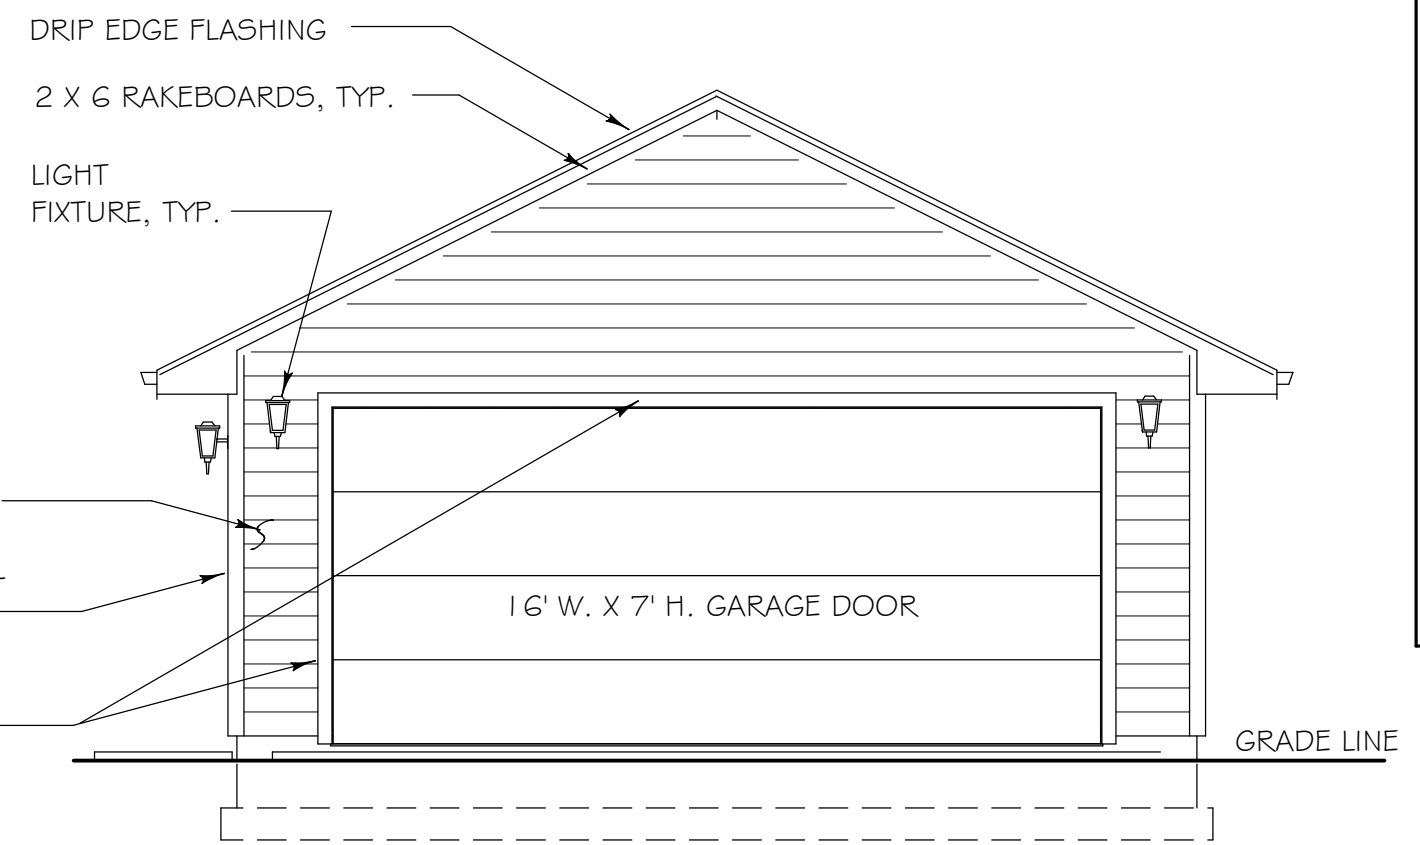 DRIP EDGE FLASHING
2 X 6 RAKEBOARDS, TYP.
LIGHT
FIXTURE, TYP.
16' W. X 7' H. GARAGE DOOR
GRADE LINE